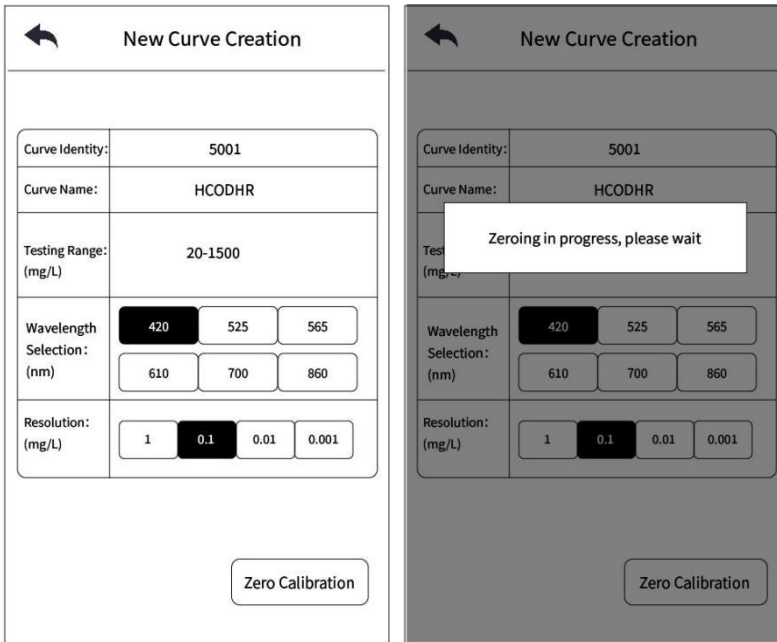 New Curve Creation
Curve Identity: 5001
Curve Name: HCODHR
Testing Range: 20-1500
(mg/L)
Wavelength
Selection:
(nm)
420 525 565
610 700 860
Resolution:
(mg/L)
1 0.1 0.01 0.001
Zero Calibration
New Curve Creation
Curve Identity: 5001
Curve Name: HCODHR
Zeroing in progress, please wait
Wavelength
Selection:
(nm)
420 525 565
610 700 860
Resolution:
(mg/L)
1 0.1 0.01 0.001
Zero Calibration